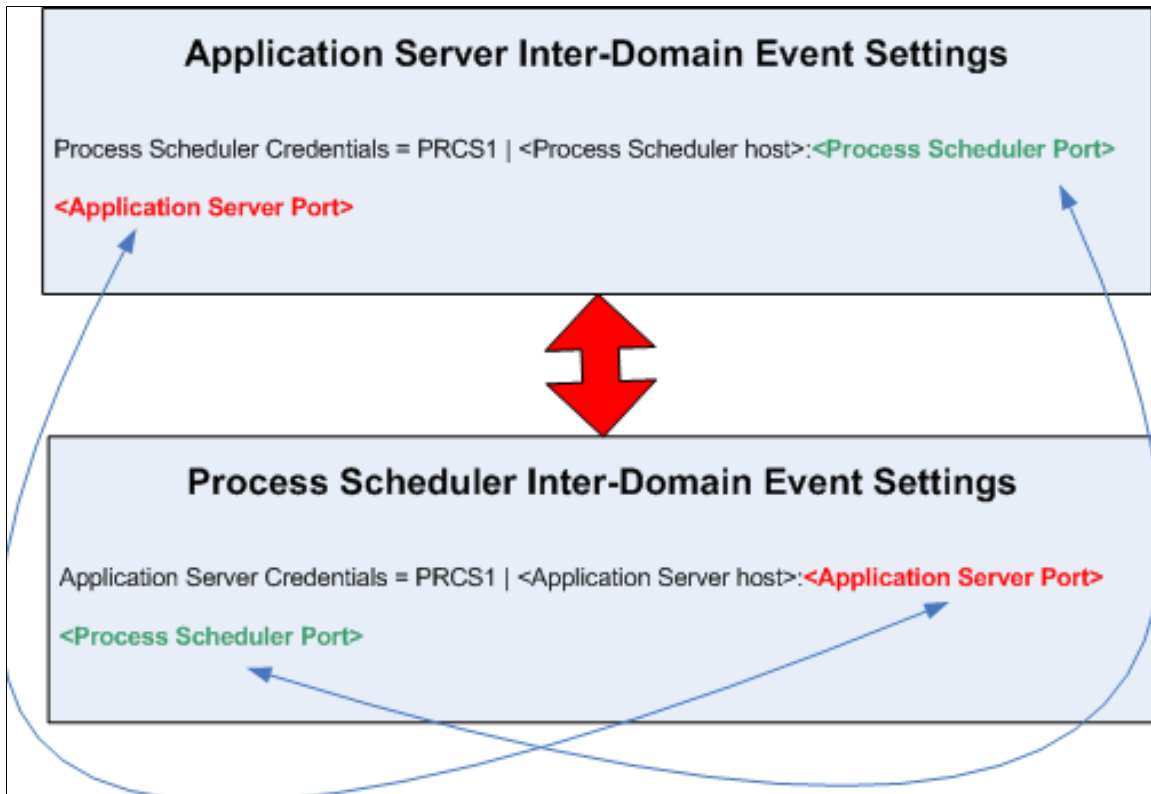 Application Server Inter-Domain Event Settings
Process Scheduler Credentials = PRCS1 | <Process Scheduler host>:<Process Scheduler Port>
<Application Server Port>
Process Scheduler Inter-Domain Event Settings
Application Server Credentials = PRCS1 | <Application Server host>:<Application Server Port>
<Process Scheduler Port>